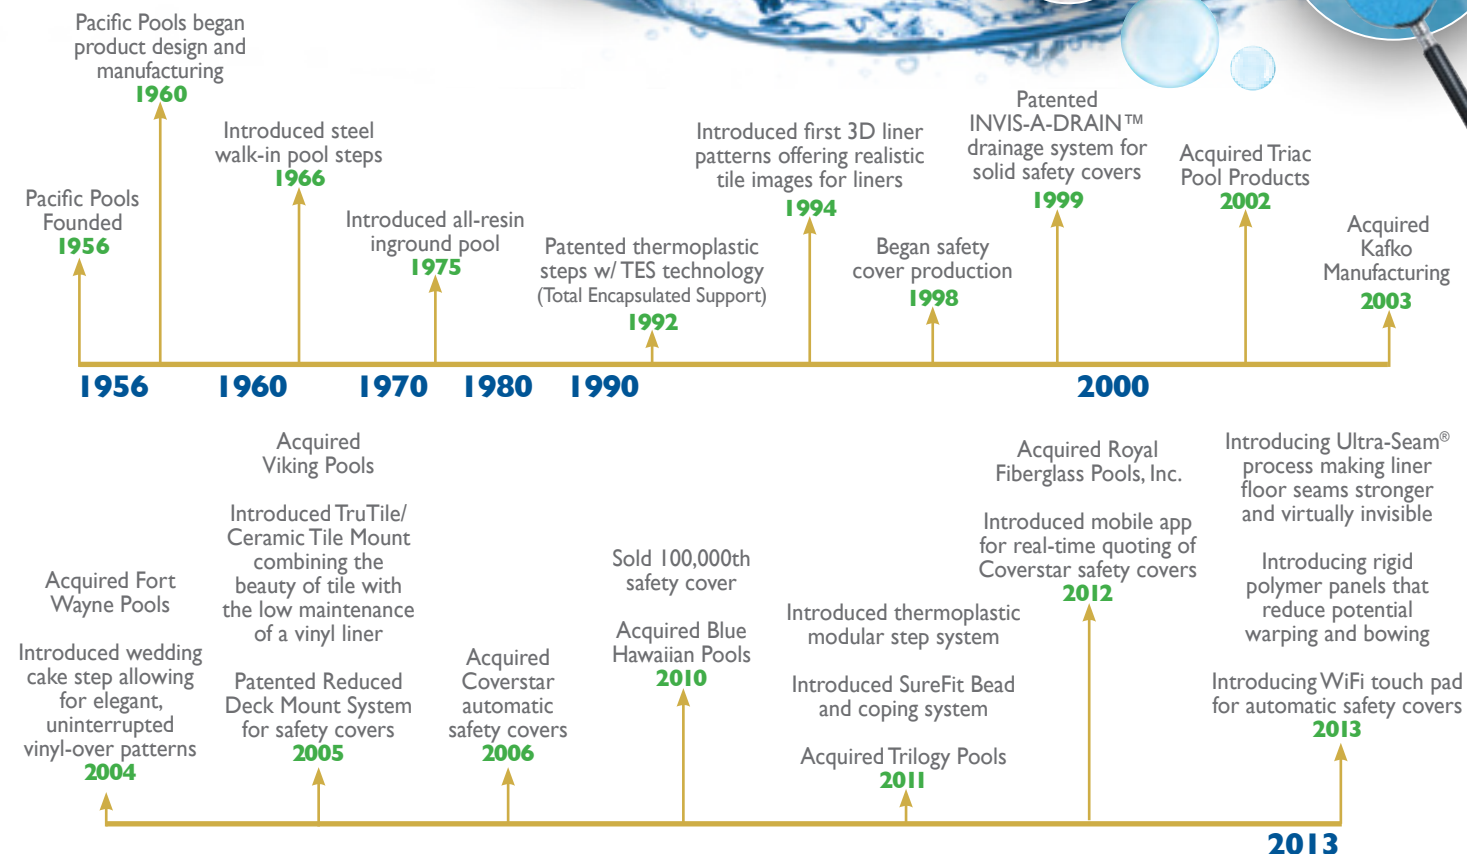 Pacific Pools began
product design and
manufacturing
1960
Introduced steel
walk-in pool steps
1966
Pacific Pools
Founded
1956
Introduced all-resin
inground pool
1975
Patented thermoplastic
steps w/ TES technology
(Total Encapsulated Support)
1992
Introduced first 3D liner
patterns offering realistic
tile images for liners
1994
Began safety
cover production
1998
Patented
INVIS-A-DRAIN™
drainage system for
solid safety covers
1999
Acquired Triac
Pool Products
2002
Acquired
Kafko
Manufacturing
2003
1956 1960 1970 1980 1990 2000
Acquired Fort
Wayne Pools
Introduced wedding
cake step allowing
for elegant,
uninterrupted
vinyl-over patterns
2004
Acquired
Viking Pools
Introduced TruTile/
Ceramic Tile Mount
combining the
beauty of tile with
the low maintenance
of a vinyl liner
Patented Reduced
Deck Mount System
for safety covers
2005
Acquired
Coverstar
automatic
safety covers
2006
Sold 100,000th
safety cover
Acquired Blue
Hawaiian Pools
2010
Introduced thermoplastic
modular step system
Introduced SureFit Bead
and coping system
Acquired Trilogy Pools
2011
Acquired Royal
Fiberglass Pools, Inc.
Introduced mobile app
for real-time quoting of
Coverstar safety covers
2012
Introducing Ultra-Seam®
process making liner
floor seams stronger
and virtually invisible
Introducing rigid
polymer panels that
reduce potential
warping and bowing
Introducing WiFi touch pad
for automatic safety covers
2013
2013